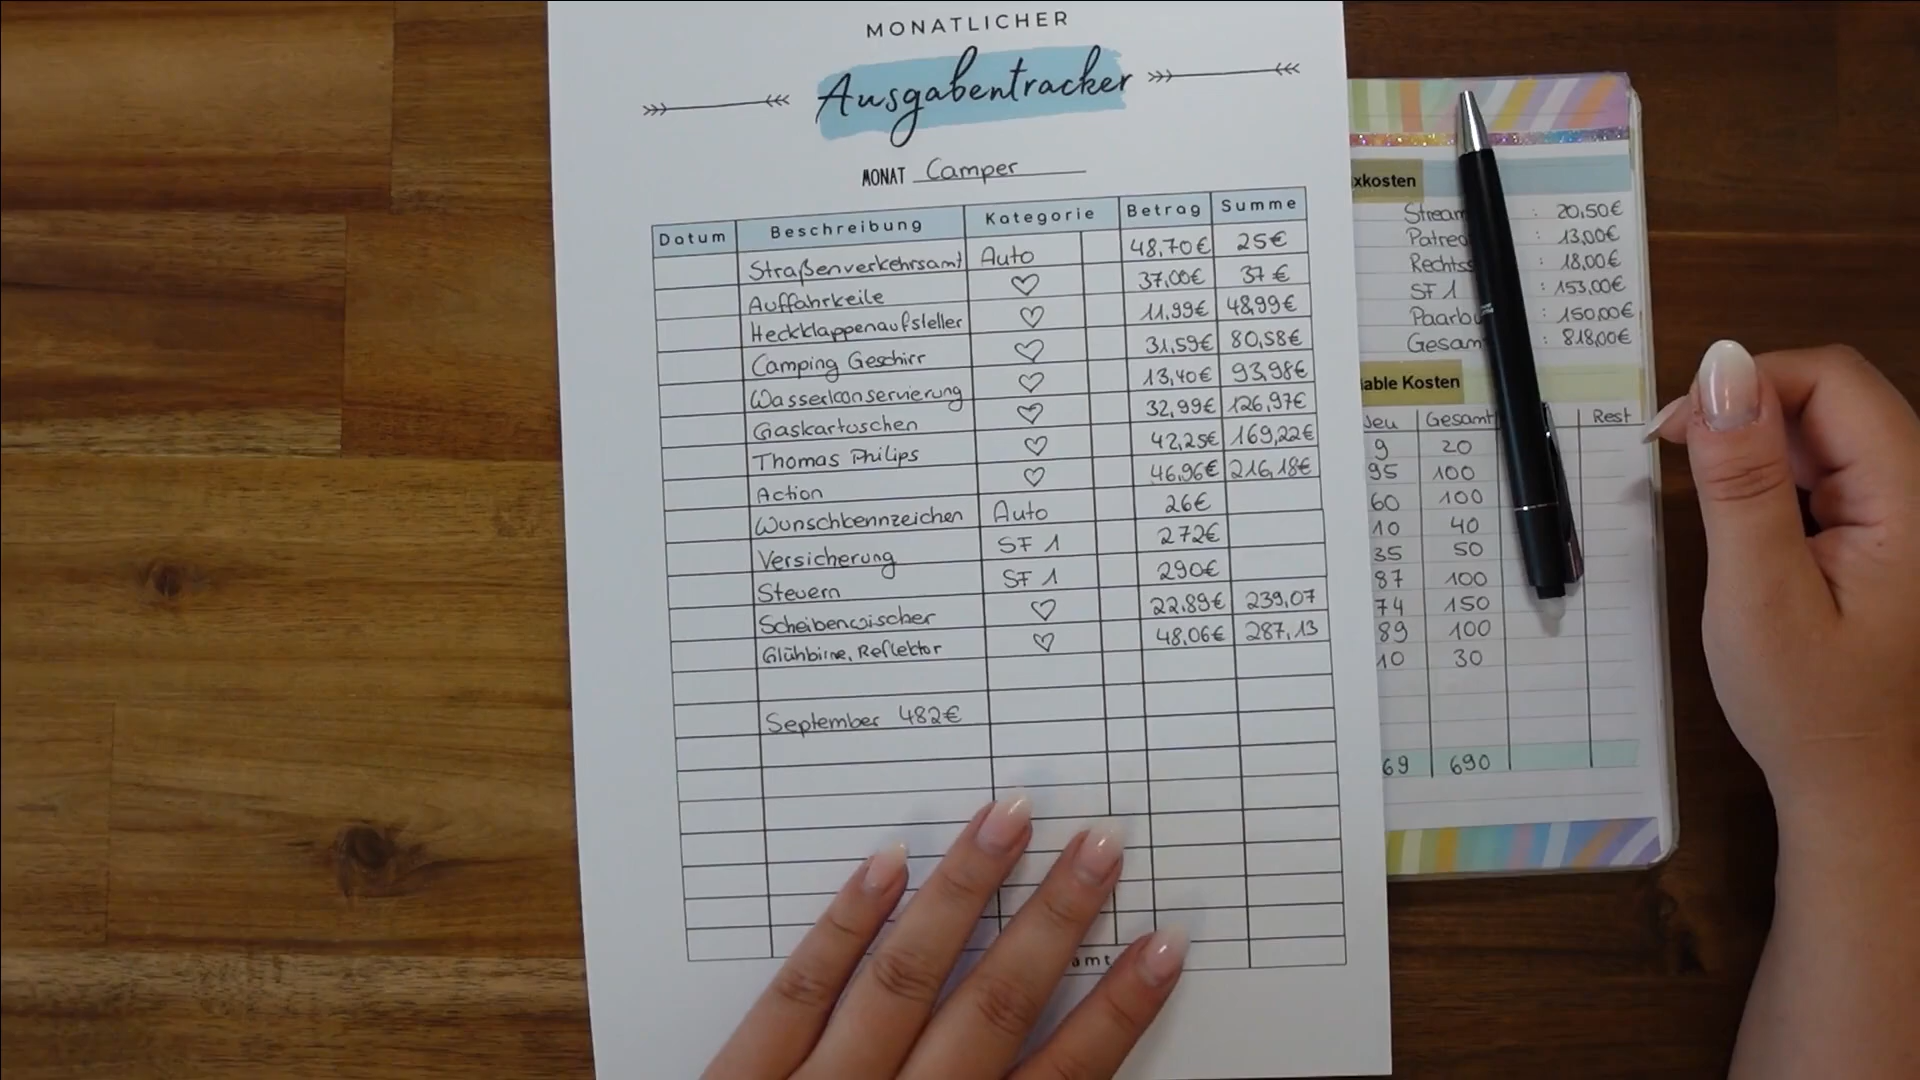 MONATLICHER
Ausgabentracker
MONAT Camper
Datum Beschreibung Kategorie Betrag Summe
Straßenverkehrsamt Auto 48,70€ 25€
Auffahrkeile ♡ 37,00€ 37€
Heckklappenaufsteller ♡ 11,99€ 48,99€
Camping Geschirr ♡ 31,59€ 80,58€
Wasserkonservierung ♡ 13,40€ 93,98€
Gaskartuschen ♡ 32,99€ 126,97€
Thomas Philips ♡ 42,25€ 169,22€
Action ♡ 46,96€ 216,18€
Wunschkennzeichen Auto 26€
Versicherung SF 1 272€
Steuern SF 1 290€
Scheibenwischer ♡ 22,89€ 239,07
Glühbirne, Reflektor ♡ 48,06€ 287,13
September 482€
amt
xkosten
Stream : 20,50€
Patreo : 13,00€
Rechtss : 18,00€
SF 1 : 153,00€
Paarbu : 150,00€
Gesam : 818,00€
able Kosten
Neu Gesamt Rest
9 20
95 100
60 100
10 40
35 50
87 100
74 150
89 100
10 30
69 690